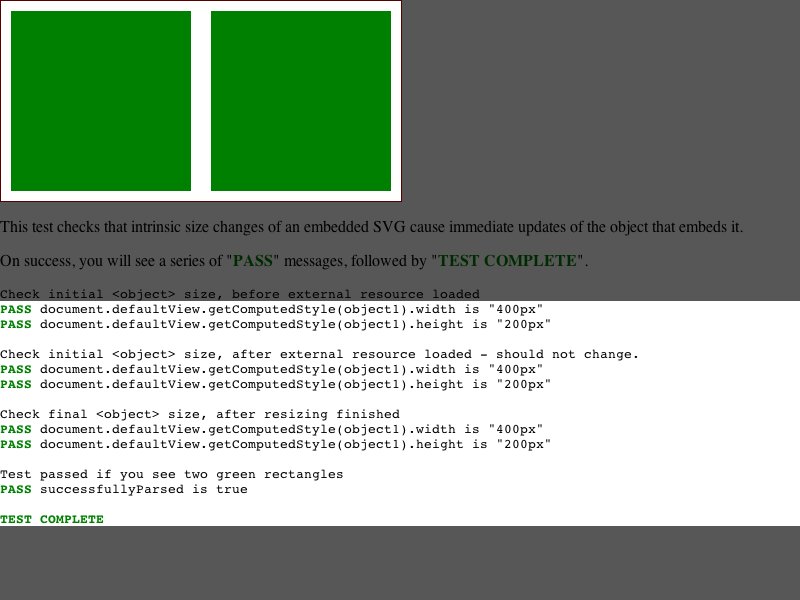 This test checks that intrinsic size changes of an embedded SVG cause immediate updates of the object that embeds it.
On success, you will see a series of "PASS" messages, followed by "TEST COMPLETE".
Check initial <object> size, before external resource loaded
PASS document.defaultView.getComputedStyle(object1).width is "400px"
PASS document.defaultView.getComputedStyle(object1).height is "200px"
Check initial <object> size, after external resource loaded - should not change.
PASS document.defaultView.getComputedStyle(object1).width is "400px"
PASS document.defaultView.getComputedStyle(object1).height is "200px"
Check final <object> size, after resizing finished
PASS document.defaultView.getComputedStyle(object1).width is "400px"
PASS document.defaultView.getComputedStyle(object1).height is "200px"
Test passed if you see two green rectangles
PASS successfullyParsed is true
TEST COMPLETE